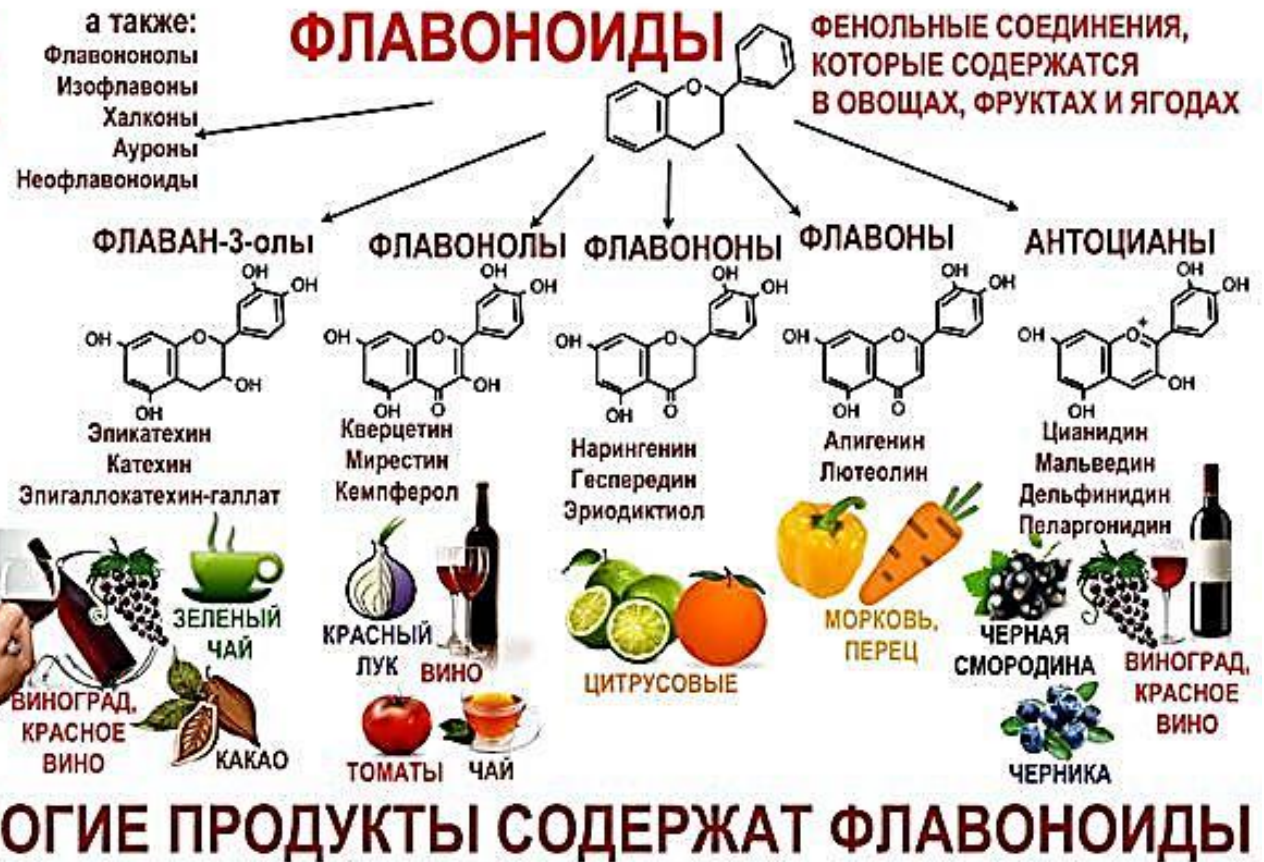 а также:
Флавононолы
Изофлавоны
Халконы
Ауроны
Неофлавоноиды
ФЛАВОНОИДЫ
ФЕНОЛЬНЫЕ СОЕДИНЕНИЯ,
КОТОРЫЕ СОДЕРЖАТСЯ
В ОВОЩАХ, ФРУКТАХ И ЯГОДАХ
O
ФЛАВАН-3-олы
OH
OH
OH
O
OH
OH
Эпикатехин
Катехин
Эпигаллокатехин-галлат
ВИНОГРАД,
КРАСНОЕ
ВИНО
ЗЕЛЕНЫЙ
ЧАЙ
КАКАО
ФЛАВОНОЛЫ
OH
OH
OH
O
OH
OH
O
Кверцетин
Мирестин
Кемпферол
КРАСНЫЙ
ЛУК
ВИНО
ТОМАТЫ
ЧАЙ
ФЛАВОНОНЫ
OH
OH
OH
O
OH
O
Нарингенин
Геспередин
Эриодиктиол
ЦИТРУСОВЫЕ
ФЛАВОНЫ
OH
OH
OH
O
OH
O
Апигенин
Лютеолин
МОРКОВЬ,
ПЕРЕЦ
АНТОЦИАНЫ
OH
OH
OH
O+
OH
OH
Цианидин
Мальведин
Дельфинидин
Пеларгонидин
ЧЕРНАЯ
СМОРОДИНА
ВИНОГРАД,
КРАСНОЕ
ВИНО
ЧЕРНИКА
ОГИЕ ПРОДУКТЫ СОДЕРЖАТ ФЛАВОНОИДЫ